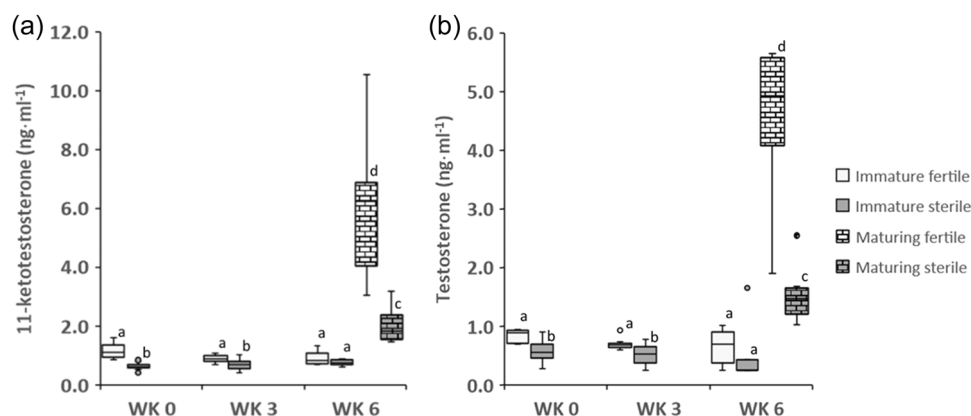 (a)
11-ketotestosterone (ng·ml-1)
12.0
10.0
8.0
6.0
4.0
2.0
0.0
a
b
a
b
a
a
d
c
WK 0
WK 3
WK 6
(b)
Testosterone (ng·ml-1)
6.0
5.0
4.0
3.0
2.0
1.0
0.0
a
b
a
b
a
a
d
c
WK 0
WK 3
WK 6
Immature fertile
Immature sterile
Maturing fertile
Maturing sterile